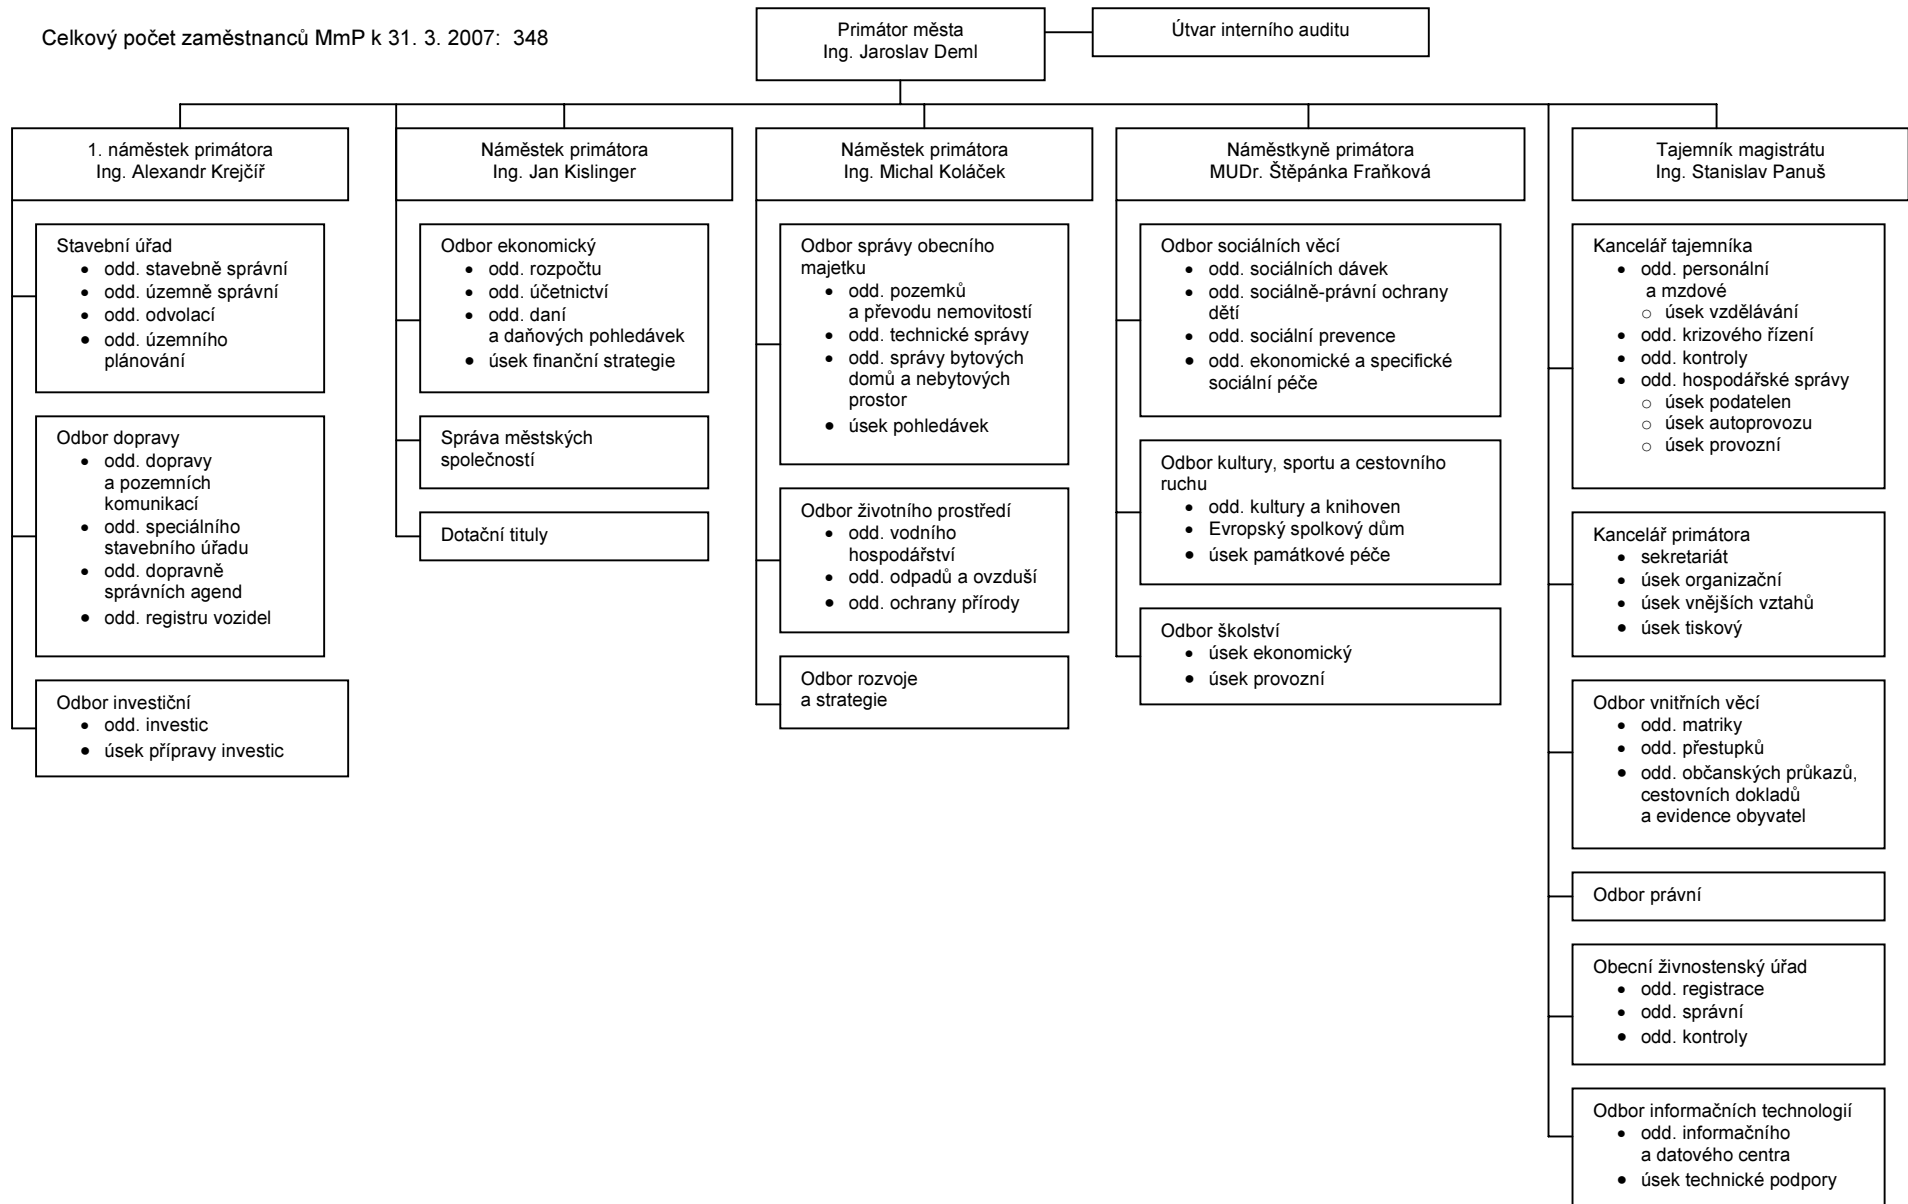 Celkový počet zaměstnanců MmP k 31. 3. 2007:  348
Primátor města
Ing. Jaroslav Deml
Útvar interního auditu
1. náměstek primátora
Ing. Alexandr Krejčíř
Stavební úřad
• odd. stavebně správní
• odd. územně správní
• odd. odvolací
• odd. územního
plánování
Odbor dopravy
• odd. dopravy
a pozemních
komunikací
• odd. speciálního
stavebního úřadu
• odd. dopravně
správních agend
• odd. registru vozidel
Odbor investiční
• odd. investic
• úsek přípravy investic
Náměstek primátora
Ing. Jan Kislinger
Odbor ekonomický
• odd. rozpočtu
• odd. účetnictví
• odd. daní
a daňových pohledávek
• úsek finanční strategie
Správa městských
společností
Dotační tituly
Náměstek primátora
Ing. Michal Koláček
Odbor správy obecního
majetku
• odd. pozemků
a převodu nemovitostí
• odd. technické správy
• odd. správy bytových
domů a nebytových
prostor
• úsek pohledávek
Odbor životního prostředí
• odd. vodního
hospodářství
• odd. odpadů a ovzduší
• odd. ochrany přírody
Odbor rozvoje
a strategie
Náměstkyně primátora
MUDr. Štěpánka Fraňková
Odbor sociálních věcí
• odd. sociálních dávek
• odd. sociálně-právní ochrany
dětí
• odd. sociální prevence
• odd. ekonomické a specifické
sociální péče
Odbor kultury, sportu a cestovního
ruchu
• odd. kultury a knihoven
• Evropský spolkový dům
• úsek památkové péče
Odbor školství
• úsek ekonomický
• úsek provozní
Tajemník magistrátu
Ing. Stanislav Panuš
Kancelář tajemníka
• odd. personální
a mzdové
○ úsek vzdělávání
• odd. krizového řízení
• odd. kontroly
• odd. hospodářské správy
○ úsek podatelen
○ úsek autoprovozu
○ úsek provozní
Kancelář primátora
• sekretariát
• úsek organizační
• úsek vnějších vztahů
• úsek tiskový
Odbor vnitřních věcí
• odd. matriky
• odd. přestupků
• odd. občanských průkazů,
cestovních dokladů
a evidence obyvatel
Odbor právní
Obecní živnostenský úřad
• odd. registrace
• odd. správní
• odd. kontroly
Odbor informačních technologií
• odd. informačního
a datového centra
• úsek technické podpory